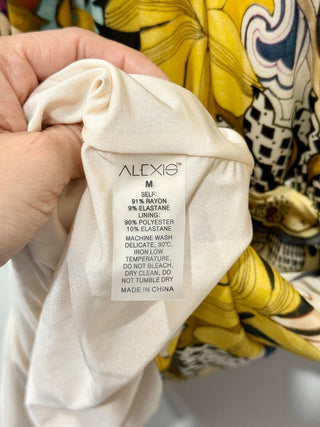 ALEXIS™
M
SELF:
91% RAYON
9% ELASTANE
LINING:
90% POLYESTER
10% ELASTANE
MACHINE WASH
DELICATE, 30°C,
IRON LOW
TEMPERATURE,
DO NOT BLEACH,
DRY CLEAN, DO
NOT TUMBLE DRY
MADE IN CHINA